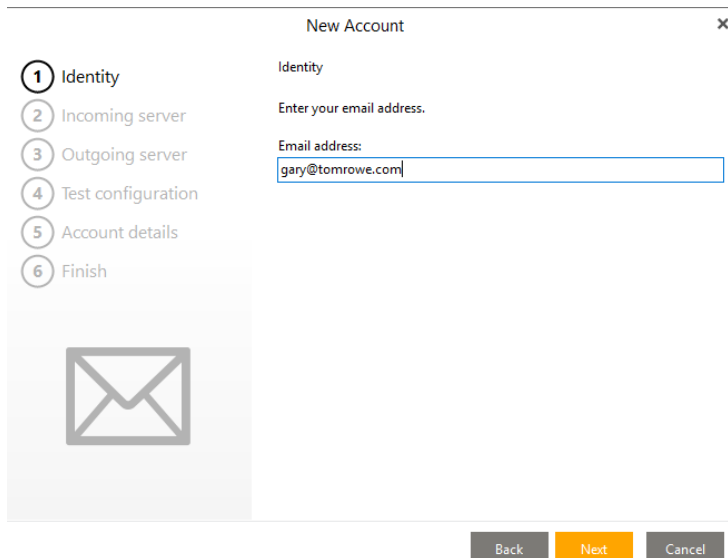 New Account
1 Identity
2 Incoming server
3 Outgoing server
4 Test configuration
5 Account details
6 Finish
Identity
Enter your email address.
Email address:
gary@tomrowe.com
Back Next Cancel